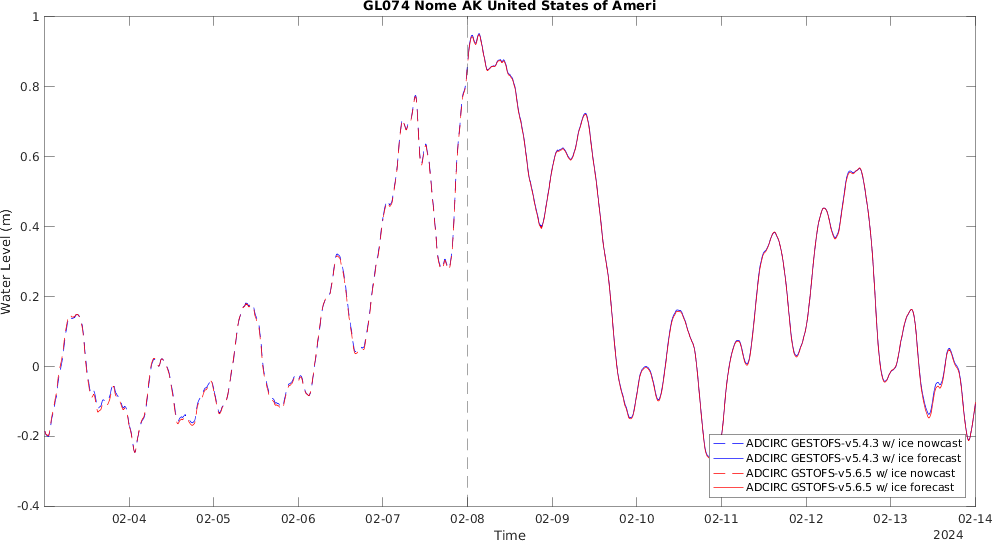 GL074 Nome AK United States of Ameri
1
0.8
0.6
0.4
0.2
0
-0.2
-0.4
Water Level (m)
ADCIRC GESTOFS-v5.4.3 w/ ice nowcast
ADCIRC GESTOFS-v5.4.3 w/ ice forecast
ADCIRC GSTOFS-v5.6.5 w/ ice nowcast
ADCIRC GSTOFS-v5.6.5 w/ ice forecast
02-04 02-05 02-06 02-07 02-08 02-09 02-10 02-11 02-12 02-13 02-14
Time
2024